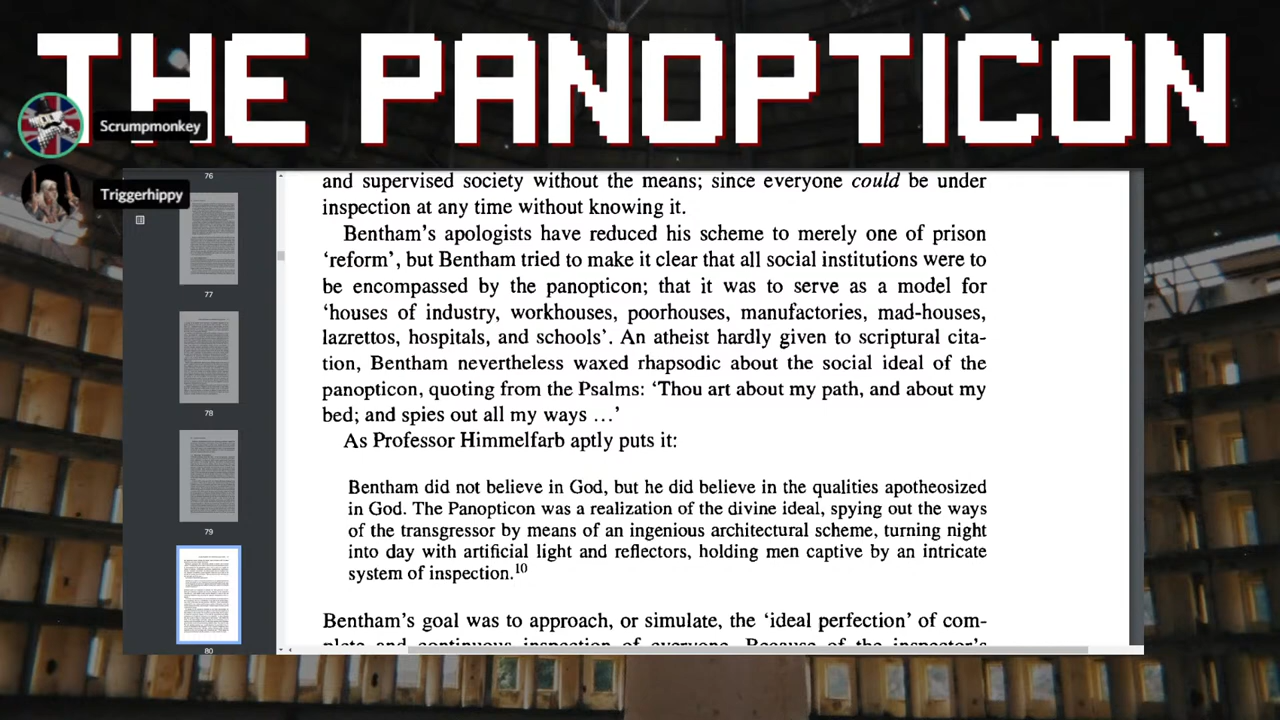 THE PANOPTICON
Scrumpmonkey
Triggerhippy
76
77
78
79
80
and supervised society without the means; since everyone could be under
inspection at any time without knowing it.
Bentham's apologists have reduced his scheme to merely one of prison
'reform', but Bentham tried to make it clear that all social institutions were to
be encompassed by the panopticon; that it was to serve as a model for
'houses of industry, workhouses, poorhouses, manufactories, mad-houses,
lazrettos, hospitals, and schools'. An atheist hardly given to scriptural cita-
tion, Bentham nevertheless waxed rhapsodic about the social ideal of the
panopticon, quoting from the Psalms: 'Thou art about my path, and about my
bed; and spies out all my ways ...'
As Professor Himmelfarb aptly puts it:
Bentham did not believe in God, but he did believe in the qualities apotheosized
in God. The Panopticon was a realization of the divine ideal, spying out the ways
of the transgressor by means of an ingenious architectural scheme, turning night
into day with artificial light and reflectors, holding men captive by an intricate
system of inspection.10
Bentham's goal was to approach, or simulate, the 'ideal perfection' of com-
plete and continuous inspection of everyone. Because of the inspector's